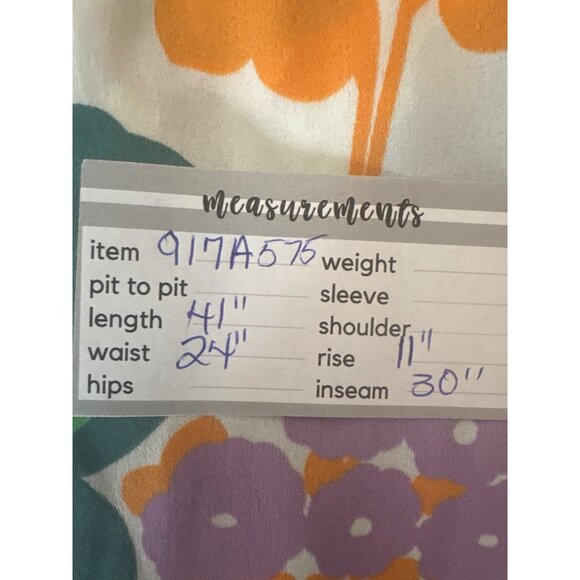 measurements
item 917A575
pit to pit
length 41"
waist 24"
hips
weight
sleeve
shoulder
rise 11"
inseam 30"